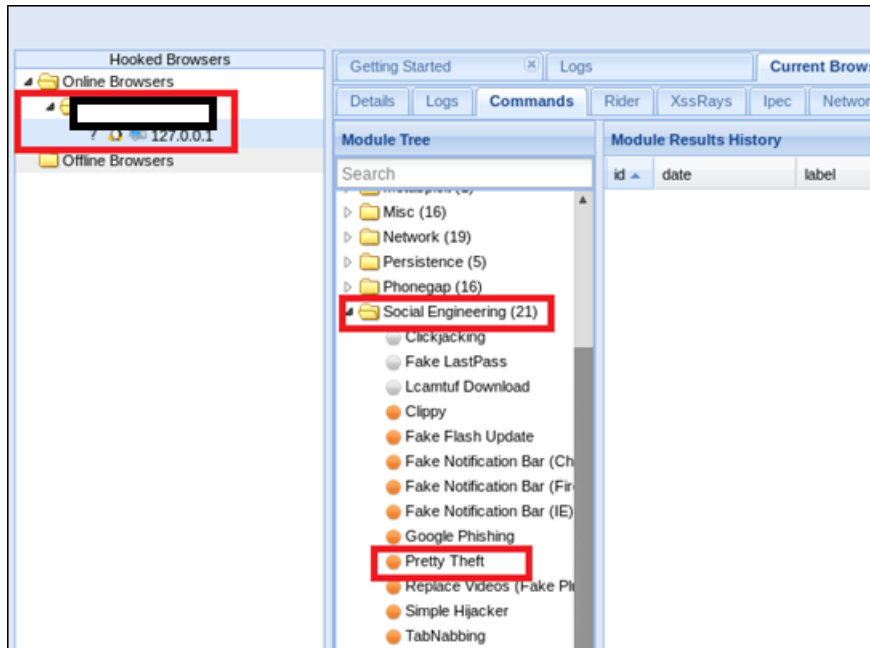 Hooked Browsers
Online Browsers
? 127.0.0.1
Offline Browsers
Getting Started Logs Current Brow
Details Logs Commands Rider XssRays Ipec Networ
Module Tree
Search
Misc (16)
Network (19)
Persistence (5)
Phonegap (16)
Social Engineering (21)
Clickjacking
Fake LastPass
Lcamtuf Download
Clippy
Fake Flash Update
Fake Notification Bar (Ch
Fake Notification Bar (Fir
Fake Notification Bar (IE)
Google Phishing
Pretty Theft
Replace Videos (Fake Plu
Simple Hijacker
TabNabbing
Module Results History
id date label